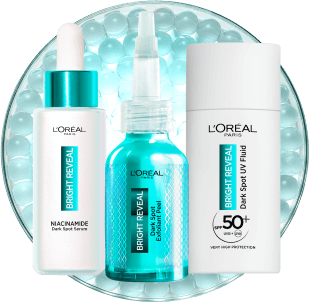 L'ORÉAL
PARIS
BRIGHT REVEAL
NIACINAMIDE
Dark Spot Serum
L'ORÉAL
PARIS
BRIGHT REVEAL
Dark Spot
Exfoliant Peel
L'ORÉAL
PARIS
BRIGHT REVEAL
Dark Spot UV Fluid
SPF 50+
VERY HIGH PROTECTION